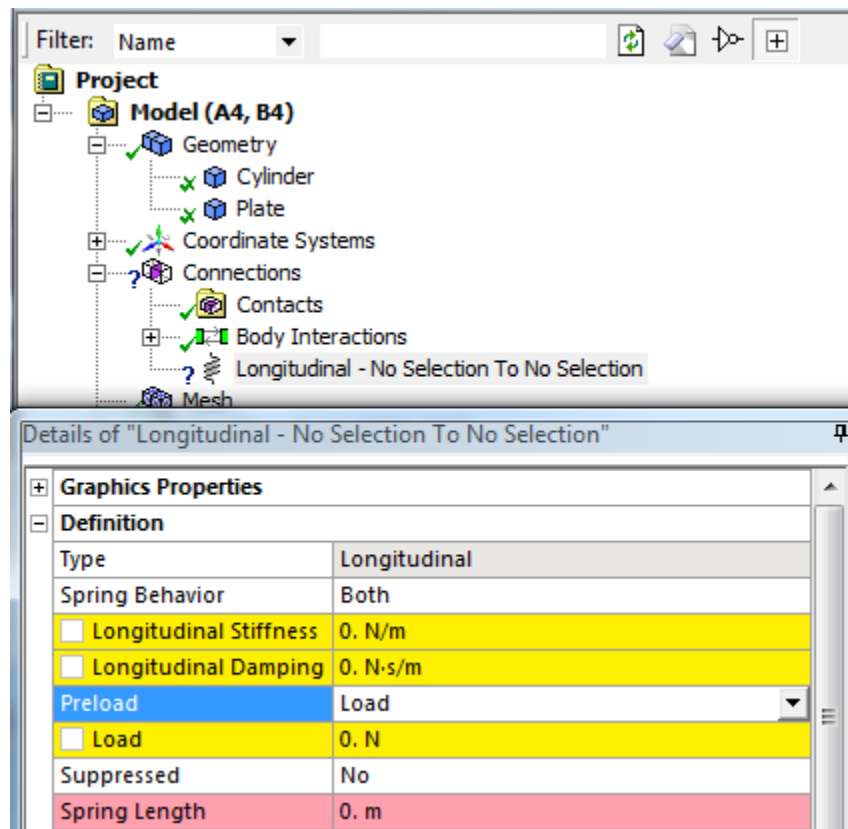 Filter: Name
Project
Model (A4, B4)
Geometry
Cylinder
Plate
Coordinate Systems
Connections
Contacts
Body Interactions
Longitudinal - No Selection To No Selection
Mesh
Details of "Longitudinal - No Selection To No Selection"
Graphics Properties
Definition
Type Longitudinal
Spring Behavior Both
Longitudinal Stiffness 0. N/m
Longitudinal Damping 0. N·s/m
Preload Load
Load 0. N
Suppressed No
Spring Length 0. m